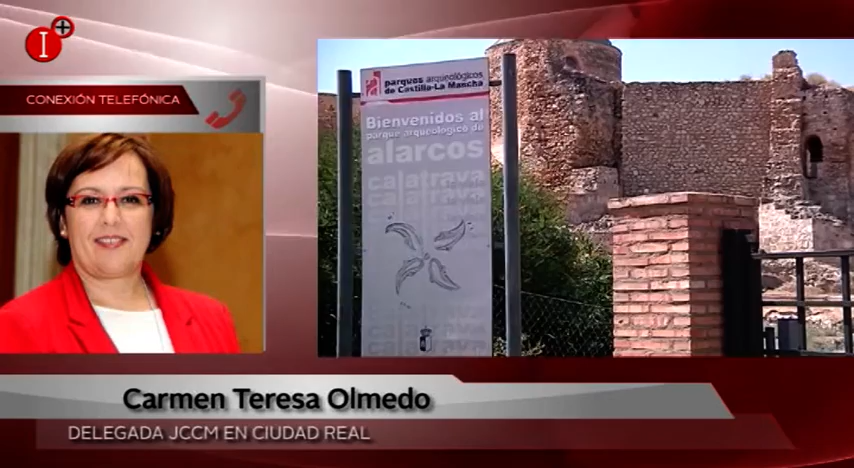 I+
CONEXIÓN TELEFÓNICA
parques arqueológicos
de Castilla-La Mancha
Bienvenidos al
parque arqueológico de
alarcos
calatrava
calatrava
calatrava
calatrava
Carmen Teresa Olmedo
DELEGADA JCCM EN CIUDAD REAL